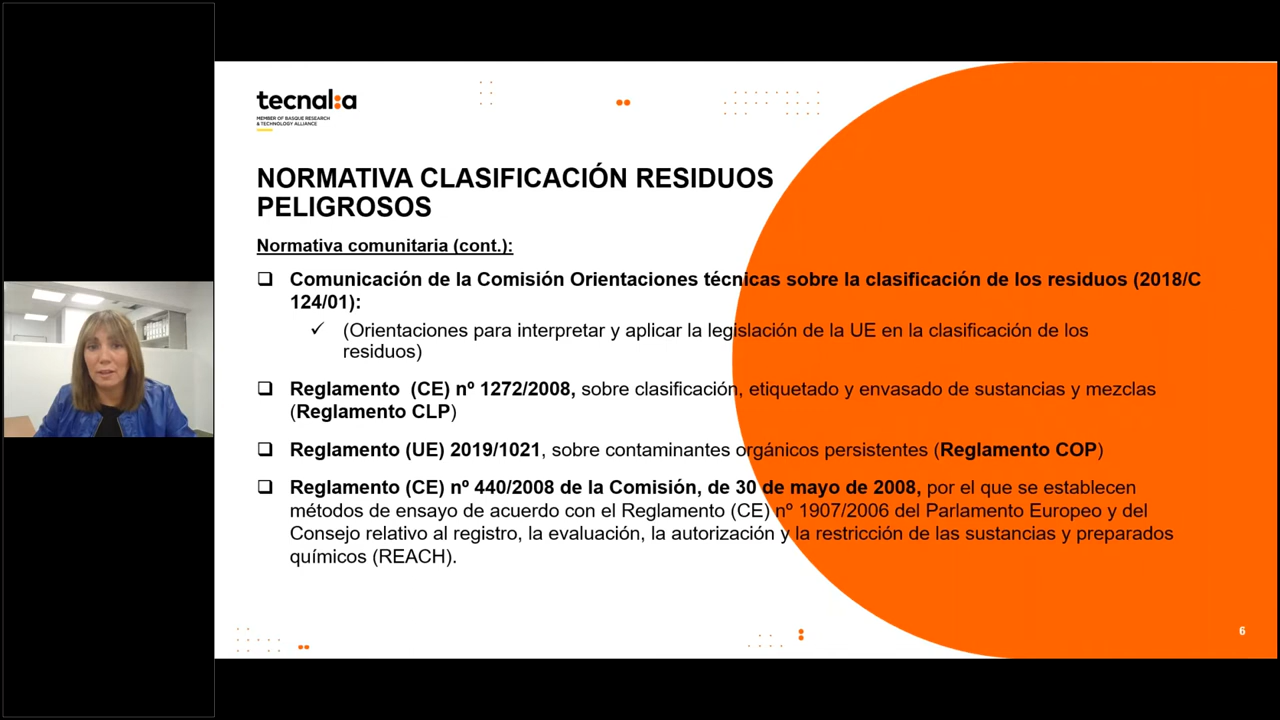 tecnal:a
MEMBER OF BASQUE RESEARCH
& TECHNOLOGY ALLIANCE
NORMATIVA CLASIFICACIÓN RESIDUOS
PELIGROSOS
Normativa comunitaria (cont.):
Comunicación de la Comisión Orientaciones técnicas sobre la clasificación de los residuos (2018/C
124/01):
(Orientaciones para interpretar y aplicar la legislación de la UE en la clasificación de los
residuos)
Reglamento (CE) nº 1272/2008, sobre clasificación, etiquetado y envasado de sustancias y mezclas
(Reglamento CLP)
Reglamento (UE) 2019/1021, sobre contaminantes orgánicos persistentes (Reglamento COP)
Reglamento (CE) nº 440/2008 de la Comisión, de 30 de mayo de 2008, por el que se establecen
métodos de ensayo de acuerdo con el Reglamento (CE) nº 1907/2006 del Parlamento Europeo y del
Consejo relativo al registro, la evaluación, la autorización y la restricción de las sustancias y preparados
químicos (REACH).
6